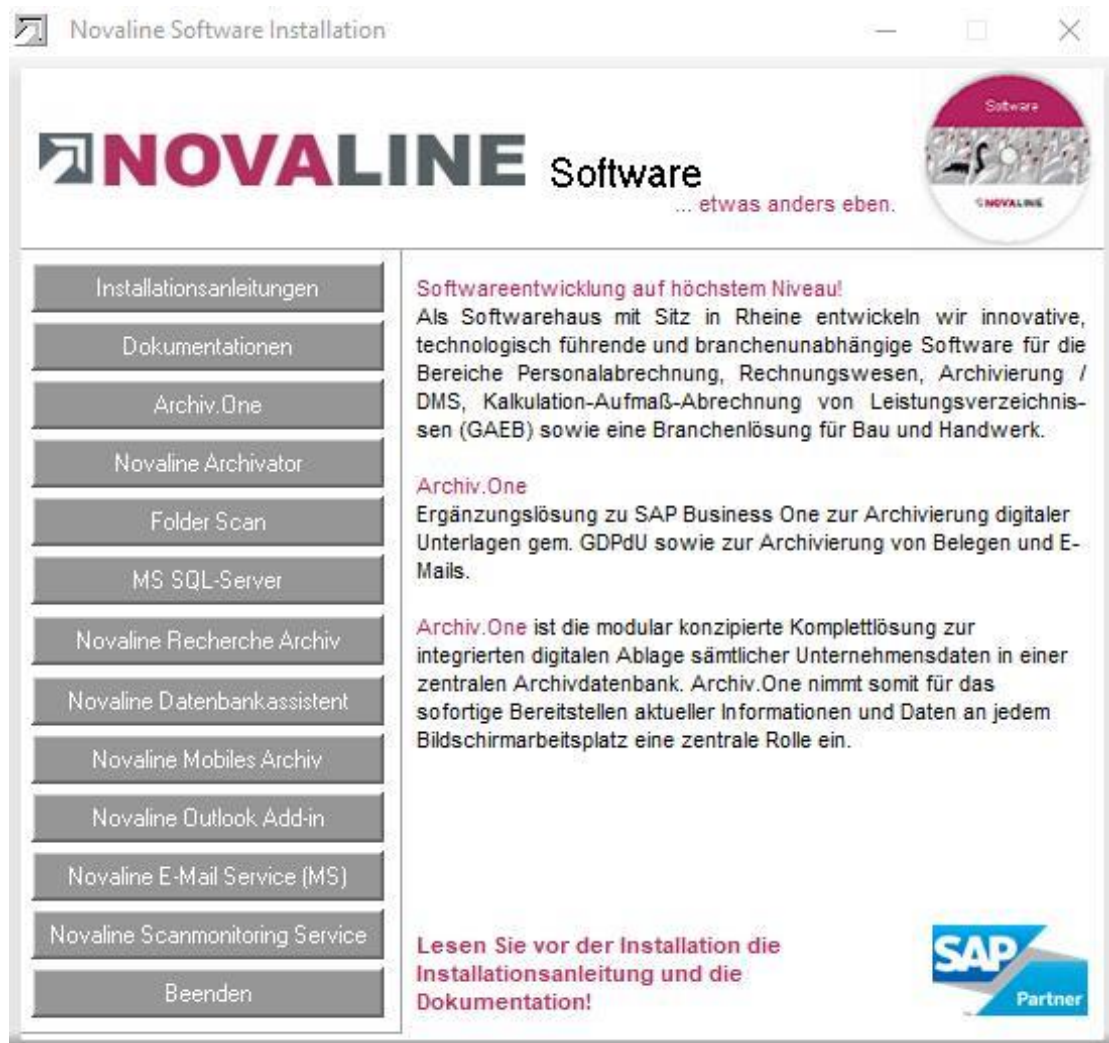 Novaline Software Installation
NOVALINE Software
... etwas anders eben.
Software
NOVALINE
Installationsanleitungen
Dokumentationen
Archiv.One
Novaline Archivator
Folder Scan
MS SQL-Server
Novaline Recherche Archiv
Novaline Datenbankassistent
Novaline Mobiles Archiv
Novaline Outlook Add-in
Novaline E-Mail Service (MS)
Novaline Scanmonitoring Service
Beenden
Softwareentwicklung auf höchstem Niveau!
Als Softwarehaus mit Sitz in Rheine entwickeln wir innovative,
technologisch führende und branchenunabhängige Software für die
Bereiche Personalabrechnung, Rechnungswesen, Archivierung /
DMS, Kalkulation-Aufmaß-Abrechnung von Leistungsverzeichnis-
sen (GAEB) sowie eine Branchenlösung für Bau und Handwerk.
Archiv.One
Ergänzungslösung zu SAP Business One zur Archivierung digitaler
Unterlagen gem. GDPdU sowie zur Archivierung von Belegen und E-
Mails.
Archiv.One ist die modular konzipierte Komplettlösung zur
integrierten digitalen Ablage sämtlicher Unternehmensdaten in einer
zentralen Archivdatenbank. Archiv.One nimmt somit für das
sofortige Bereitstellen aktueller Informationen und Daten an jedem
Bildschirmarbeitsplatz eine zentrale Rolle ein.
Lesen Sie vor der Installation die
Installationsanleitung und die
Dokumentation!
SAP
Partner